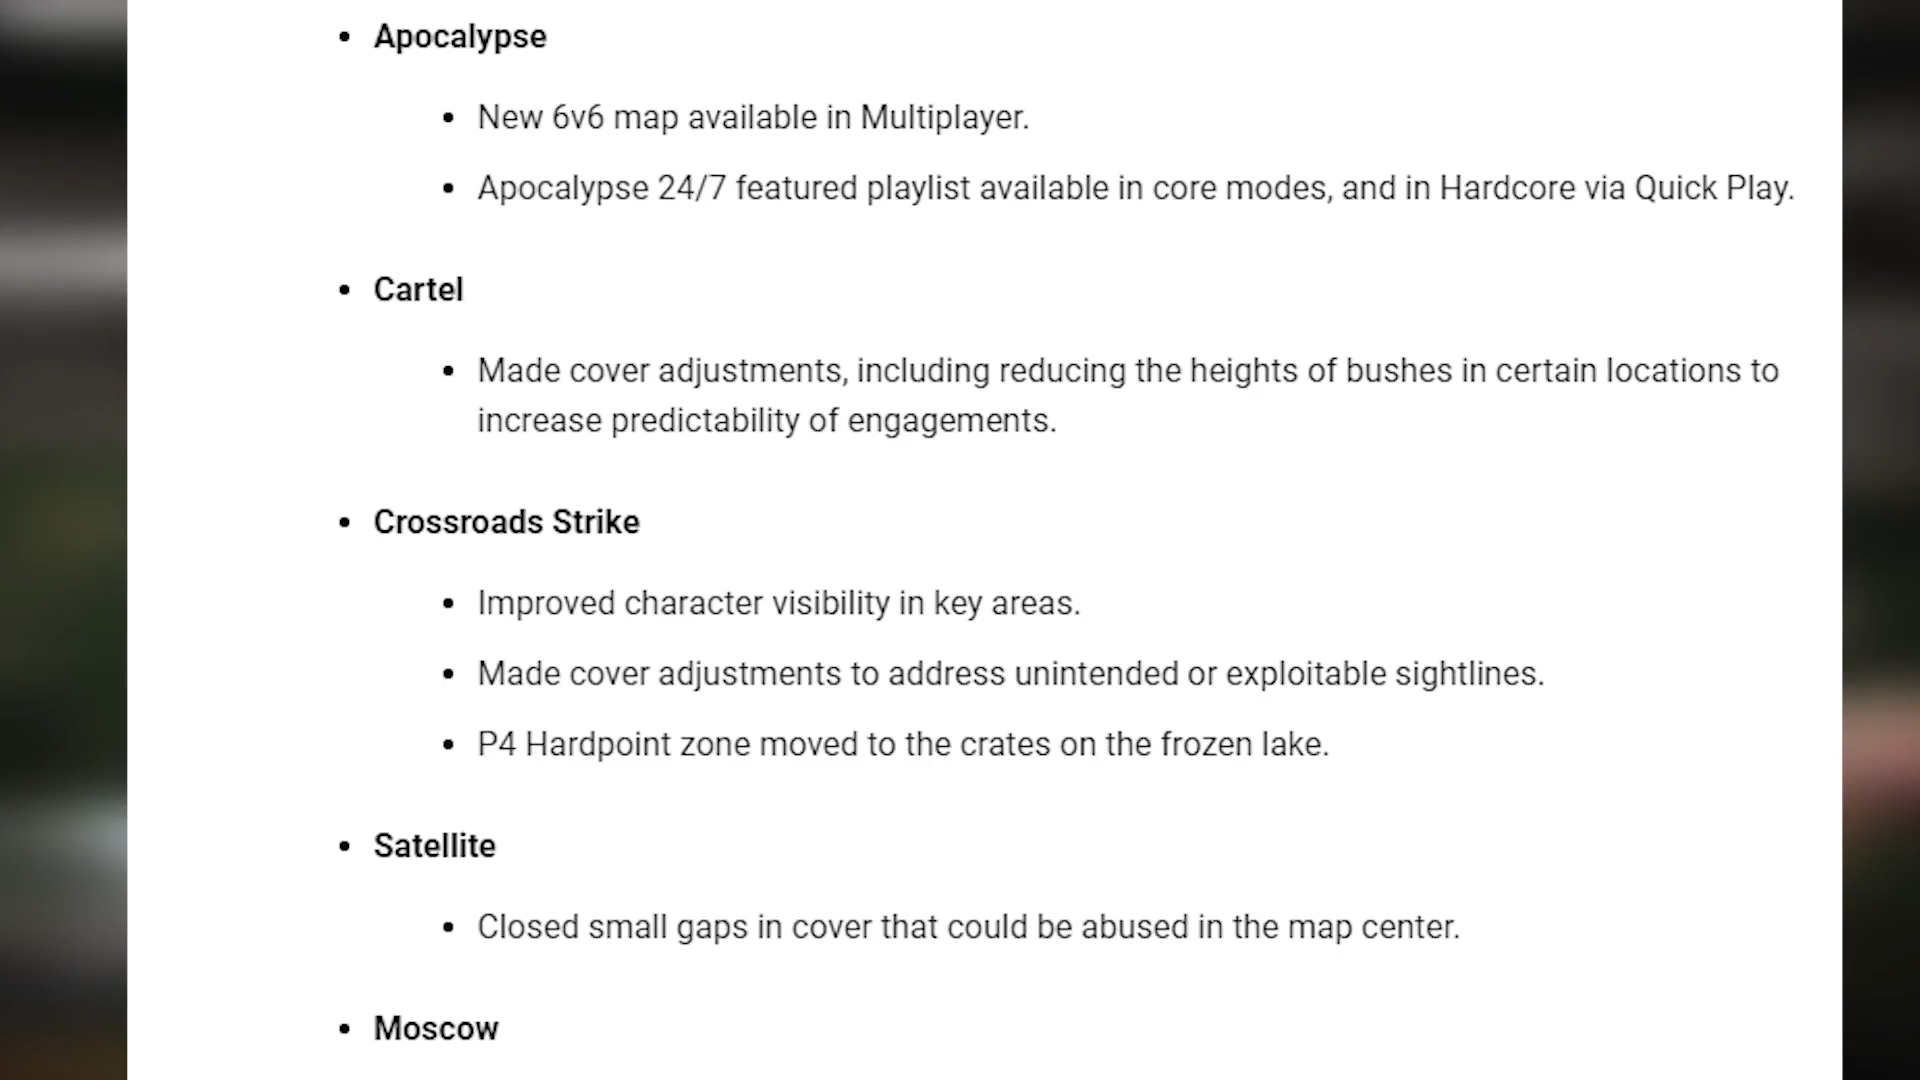 Apocalypse
New 6v6 map available in Multiplayer.
Apocalypse 24/7 featured playlist available in core modes, and in Hardcore via Quick Play.
Cartel
Made cover adjustments, including reducing the heights of bushes in certain locations to
increase predictability of engagements.
Crossroads Strike
Improved character visibility in key areas.
Made cover adjustments to address unintended or exploitable sightlines.
P4 Hardpoint zone moved to the crates on the frozen lake.
Satellite
Closed small gaps in cover that could be abused in the map center.
Moscow